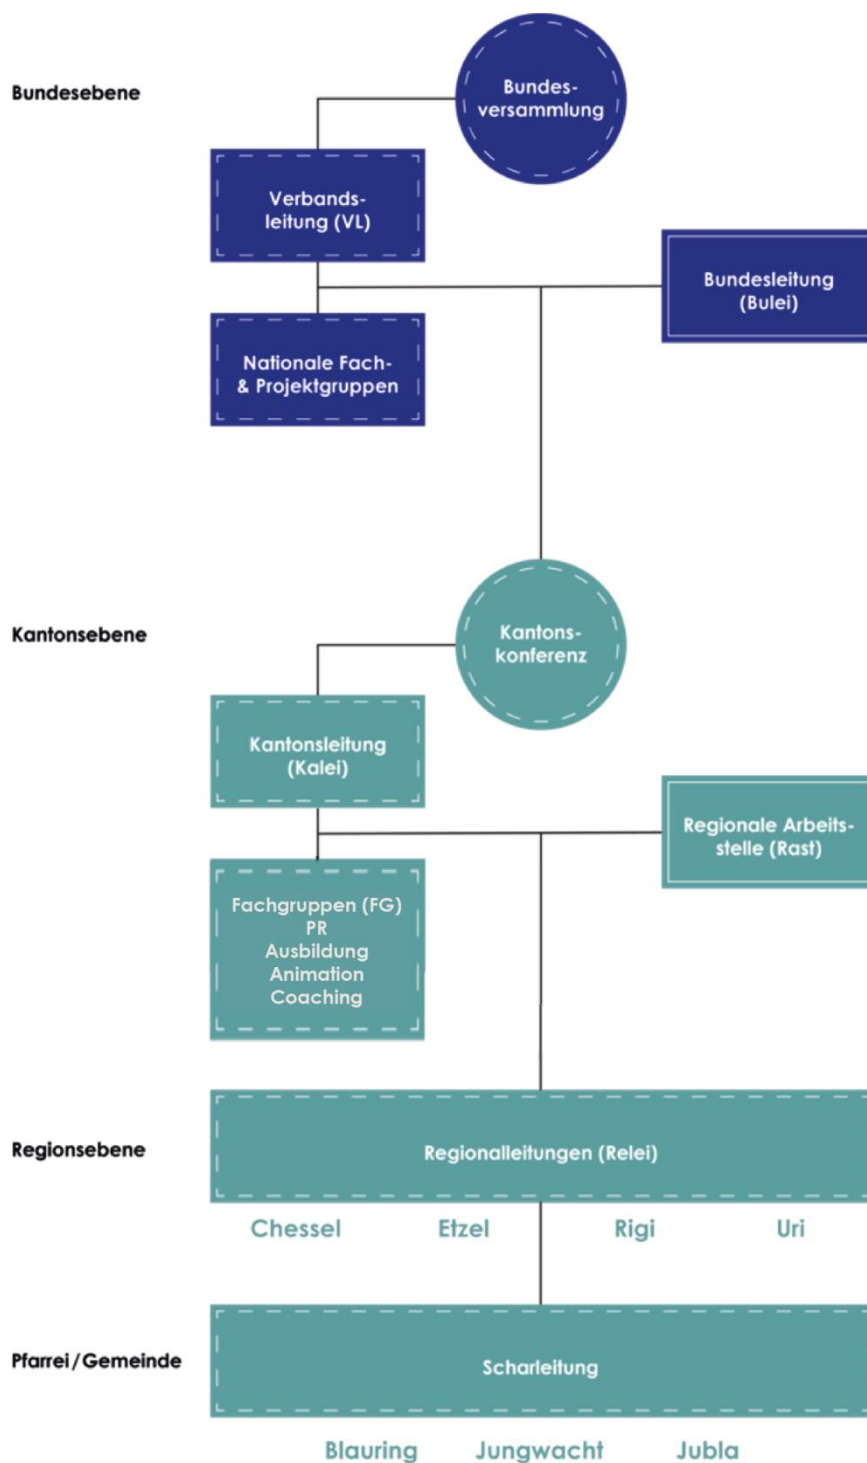 Bundesebene
Bundes-
versammlung
Verbands-
leitung (VL)
Bundesleitung
(Bulei)
Nationale Fach-
& Projektgruppen
Kantonsebene
Kantons-
konferenz
Kantonsleitung
(Kalei)
Regionale Arbeits-
stelle (Rast)
Fachgruppen (FG)
PR
Ausbildung
Animation
Coaching
Regionsebene
Regionalleitungen (Relei)
Chessel Etzel Rigi Uri
Pfarrei/Gemeinde
Scharleitung
Blauring Jungwacht Jubla